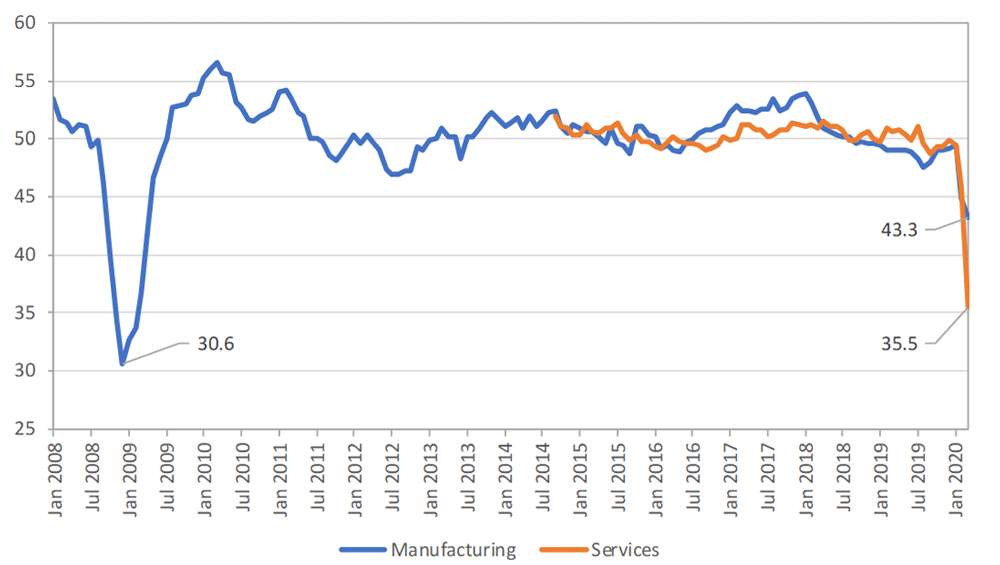 60
55
50
45
40
35
30
25
43.3
30.6
35.5
Jan 2008
Jul 2008
Jan 2009
Jul 2009
Jan 2010
Jul 2010
Jan 2011
Jul 2011
Jan 2012
Jul 2012
Jan 2013
Jul 2013
Jan 2014
Jul 2014
Jan 2015
Jul 2015
Jan 2016
Jul 2016
Jan 2017
Jul 2017
Jan 2018
Jul 2018
Jan 2019
Jul 2019
Jan 2020
Manufacturing
Services